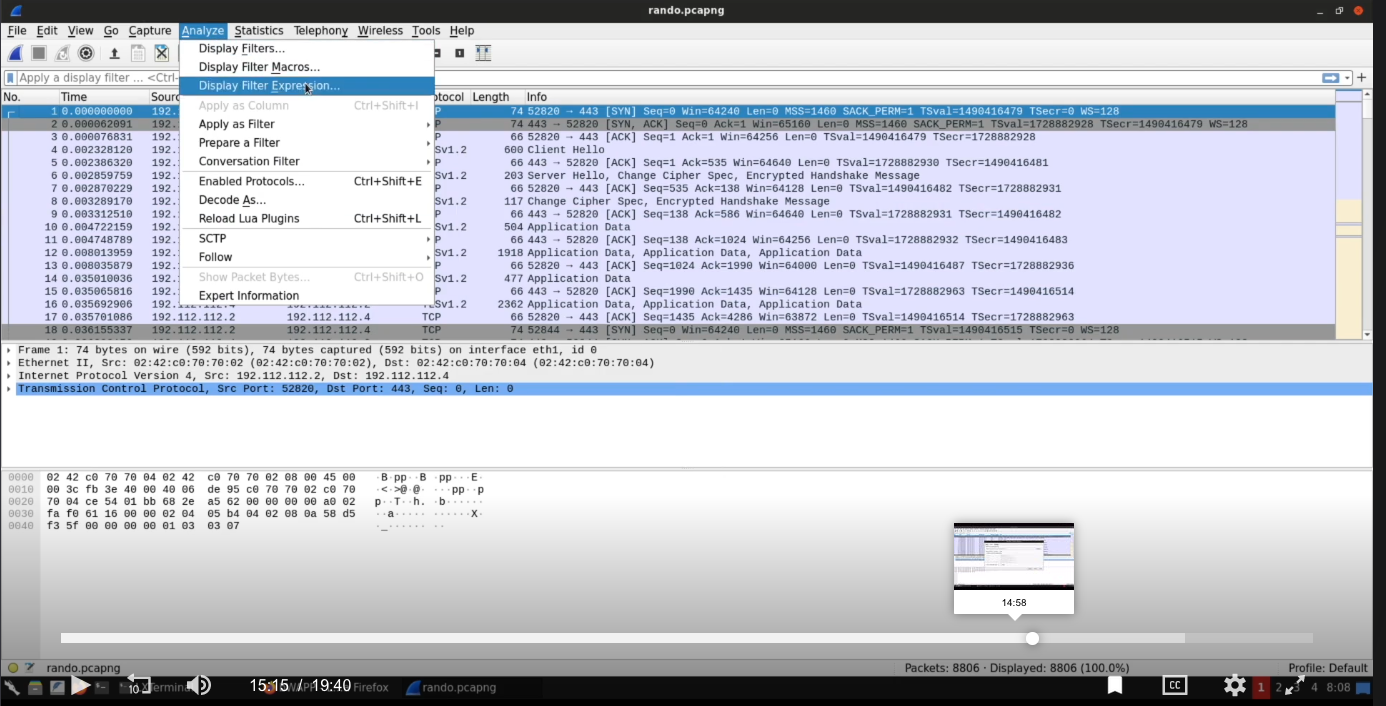 rando.pcapng
File Edit View Go Capture Analyze Statistics Telephony Wireless Tools Help
Display Filters...
Display Filter Macros...
Display Filter Expression...
Apply as Column Ctrl+Shift+I
Apply as Filter
Prepare a Filter
Conversation Filter
Enabled Protocols... Ctrl+Shift+E
Decode As...
Reload Lua Plugins Ctrl+Shift+L
SCTP
Follow
Show Packet Bytes... Ctrl+Shift+O
Expert Information
Apply a display filter ... <Ctrl-
No. Time Sourc tocol Length Info
1 0.000000000 192. P 74 52820 → 443 [SYN] Seq=0 Win=64240 Len=0 MSS=1460 SACK_PERM=1 TSval=1490416479 TSecr=0 WS=128
2 0.000062091 192. P 74 443 → 52820 [SYN, ACK] Seq=0 Ack=1 Win=65160 Len=0 MSS=1460 SACK_PERM=1 TSval=1728882928 TSecr=1490416479 WS=128
3 0.000076831 192. P 66 52820 → 443 [ACK] Seq=1 Ack=1 Win=64256 Len=0 TSval=1490416479 TSecr=1728882928
4 0.002328120 192. Sv1.2 600 Client Hello
5 0.002386320 192. P 66 443 → 52820 [ACK] Seq=1 Ack=535 Win=64640 Len=0 TSval=1728882930 TSecr=1490416481
6 0.002859759 192. Sv1.2 203 Server Hello, Change Cipher Spec, Encrypted Handshake Message
7 0.002870229 192. P 66 52820 → 443 [ACK] Seq=535 Ack=138 Win=64128 Len=0 TSval=1490416482 TSecr=1728882931
8 0.003289170 192. Sv1.2 117 Change Cipher Spec, Encrypted Handshake Message
9 0.003312510 192. P 66 443 → 52820 [ACK] Seq=138 Ack=586 Win=64640 Len=0 TSval=1728882931 TSecr=1490416482
10 0.004722159 192. Sv1.2 504 Application Data
11 0.004748789 192. P 66 443 → 52820 [ACK] Seq=138 Ack=1024 Win=64256 Len=0 TSval=1728882932 TSecr=1490416483
12 0.008013959 192. Sv1.2 1918 Application Data, Application Data, Application Data
13 0.008035879 192. P 66 52820 → 443 [ACK] Seq=1024 Ack=1990 Win=64000 Len=0 TSval=1490416487 TSecr=1728882936
14 0.035010036 192. Sv1.2 477 Application Data
15 0.035065816 192. P 66 443 → 52820 [ACK] Seq=1990 Ack=1435 Win=64128 Len=0 TSval=1728882963 TSecr=1490416514
16 0.035692906 192.112.112.4 192.112.112.2 TLSv1.2 2362 Application Data, Application Data, Application Data
17 0.035701086 192.112.112.2 192.112.112.4 TCP 66 52820 → 443 [ACK] Seq=1435 Ack=4286 Win=63872 Len=0 TSval=1490416514 TSecr=1728882963
18 0.036155337 192.112.112.2 192.112.112.4 TCP 74 52844 → 443 [SYN] Seq=0 Win=64240 Len=0 MSS=1460 SACK_PERM=1 TSval=1490416515 TSecr=0 WS=128
Frame 1: 74 bytes on wire (592 bits), 74 bytes captured (592 bits) on interface eth1, id 0
Ethernet II, Src: 02:42:c0:70:70:02 (02:42:c0:70:70:02), Dst: 02:42:c0:70:70:04 (02:42:c0:70:70:04)
Internet Protocol Version 4, Src: 192.112.112.2, Dst: 192.112.112.4
Transmission Control Protocol, Src Port: 52820, Dst Port: 443, Seq: 0, Len: 0
0000 02 42 c0 70 70 04 02 42 c0 70 70 02 08 00 45 00 ·B·pp··B ·pp···E·
0010 00 3c fb 3e 40 00 40 06 de 95 c0 70 70 02 c0 70 ·<·>@·@· ···pp··p
0020 70 04 ce 54 01 bb 68 2e a5 62 00 00 00 00 a0 02 p··T··h. ·b······
0030 fa f0 61 16 00 00 02 04 05 b4 04 02 08 0a 58 d5 ··a····· ······X·
0040 f3 5f 00 00 00 00 01 03 03 07 ·_······ ··
14:58
rando.pcapng Packets: 8806 · Displayed: 8806 (100.0%) Profile: Default
10 15:15 / 19:40 Firefox rando.pcapng CC 1 2 3 4 8:08